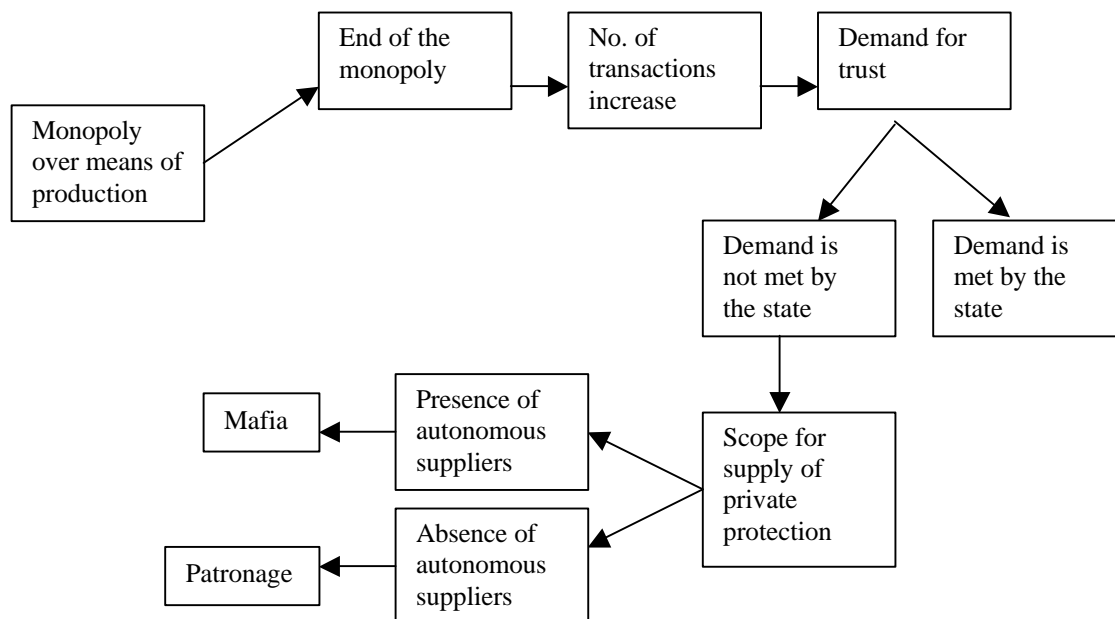 End of the
monopoly
No. of
transactions
increase
Demand for
trust
Monopoly
over means of
production
Demand is
not met by
the state
Demand is
met by the
state
Mafia
Presence of
autonomous
suppliers
Scope for
supply of
private
protection
Patronage
Absence of
autonomous
suppliers